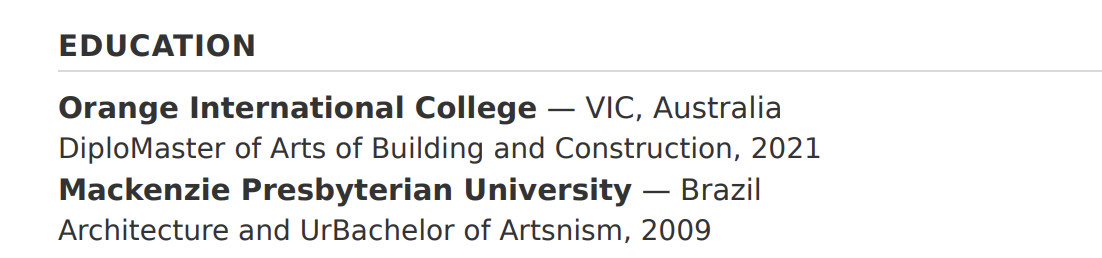 EDUCATION
Orange International College — VIC, Australia
DiploMaster of Arts of Building and Construction, 2021
Mackenzie Presbyterian University — Brazil
Architecture and UrBachelor of Artsnism, 2009